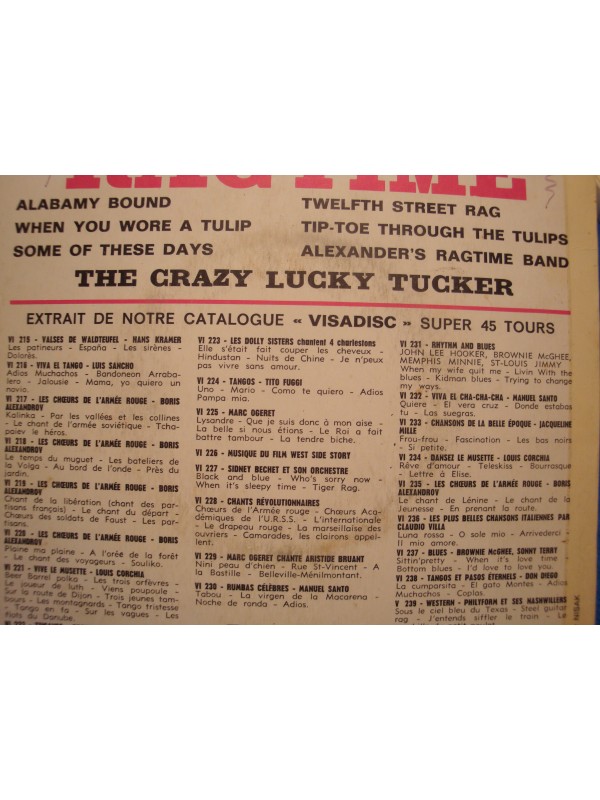 RAGTIME
ALABAMY BOUND
WHEN YOU WORE A TULIP
SOME OF THESE DAYS
TWELFTH STREET RAG
TIP-TOE THROUGH THE TULIPS
ALEXANDER'S RAGTIME BAND
THE CRAZY LUCKY TUCKER
EXTRAIT DE NOTRE CATALOGUE « VISADISC » SUPER 45 TOURS
VI 215 - VALSES DE WALDTEUFEL - HANS KRAMER
Les patineurs - España - Les sirènes -
Dolorès.
VI 216 - VIVA EL TANGO - LUIS SANCHO
Adios Muchachos - Bandoneon Arraba-
lero - Jalousie - Mama, yo quiero un
novio.
VI 217 - LES CHŒURS DE L'ARMÉE ROUGE - BORIS
ALEXANDROV
Kalinka - Par les vallées et les collines
- Le chant de l'armée soviétique - Tcha-
paiev le héros.
VI 218 - LES CHŒURS DE L'ARMÉE ROUGE - BORIS
ALEXANDROV
Le temps du muguet - Les bateliers de
la Volga - Au bord de l'onde - Près du
jardin.
VI 219 - LES CHŒURS DE L'ARMÉE ROUGE - BORIS
ALEXANDROV
Chant de la libération (chant des par-
tisans français) - Le chant du départ -
Chœurs des soldats de Faust - Les par-
tisans.
VI 220 - LES CHŒURS DE L'ARMÉE ROUGE - BORIS
ALEXANDROV
Plaine ma plaine - A l'orée de la forêt
- Le chant des voyageurs - Souliko.
VI 221 - VIVE LE MUSETTE - LOUIS CORCHIA
Beer Barrel polka - Les trois orfèvres -
Le joueur de luth - Viens poupoule -
Sur la route de Dijon - Trois jeunes tam-
bours - Les montagnards - Tango tristesse
- Tango en fa - Sur les vagues - Les
flots du Danube.
VI 223 - LES DOLLY SISTERS chantent 4 charlestons
Elle s'était fait couper les cheveux -
Hindustan - Nuits de Chine - Je n'peux
pas vivre sans amour.
VI 224 - TANGOS - TITO FUGGI
Uno - Mario - Como te quiero - Adios
Pampa mia.
VI 225 - MARC OGERET
Lysandre - Que je suis donc à mon aise -
La belle si nous étions - Le Roi a fait
battre tambour - La tendre biche.
VI 226 - MUSIQUE DU FILM WEST SIDE STORY
VI 227 - SIDNEY BECHET ET SON ORCHESTRE
Black and blue - Who's sorry now -
When it's sleepy time - Tiger Rag.
VI 228 - CHANTS RÉVOLUTIONNAIRES
Chœurs de l'Armée rouge - Chœurs Aca-
démiques de l'U.R.S.S. - L'internationale
- Le drapeau rouge - La marseillaise des
ouvriers - Camarades, les clairons appel-
lent.
VI 229 - MARC OGERET CHANTE ARISTIDE BRUANT
Nini peau d'chien - Rue St-Vincent - A
la Bastille - Belleville-Ménilmontant.
VI 230 - RUMBAS CÉLÈBRES - MANUEL SANTO
Tabou - La virgen de la Macarena -
Noche de ronda - Adios.
VI 231 - RHYTHM AND BLUES
JOHN LEE HOOKER, BROWNIE McGHEE,
MEMPHIS MINNIE, ST-LOUIS JIMMY
When my wife quit me - Livin With the
blues - Kidman blues - Trying to change
my ways.
VI 232 - VIVA EL CHA-CHA-CHA - MANUEL SANTO
Quiere - El vera cruz - Donde estabas
tu - Las suegras.
VI 233 - CHANSONS DE LA BELLE ÉPOQUE - JACQUELINE
MILLE
Frou-frou - Fascination - Les bas noirs
- Si petite.
VI 234 - DANSEZ LE MUSETTE - LOUIS CORCHIA
Rêve d'amour - Teleskiss - Bourrasque
- Lettre à Elise.
VI 235 - LES CHŒURS DE L'ARMÉE ROUGE - BORIS
ALEXANDROV
Le chant de Lénine - Le chant de la
Jeunesse - En prenant la route.
VI 236 - LES PLUS BELLES CHANSONS ITALIENNES PAR
CLAUDIO VILLA
Luna rossa - O sole mio - Arrivederci -
Il mio amore.
VI 237 - BLUES - BROWNIE McGHEE, SONNY TERRY
Sittin'pretty - When it's love time
Bottom blues - I'd love to love you
VI 238 - TANGOS ET PASOS ÉTERNELS - DON DIEGO
La cumparsita - El gato Montes - Adios
Muchachos - Coplas.
V 239 - WESTERN - PHILYFORM ET SES NASHWILLERS
Sous le ciel bleu du Texas - Steel guitar
rag - J'entends siffler le train - Le
NISAK